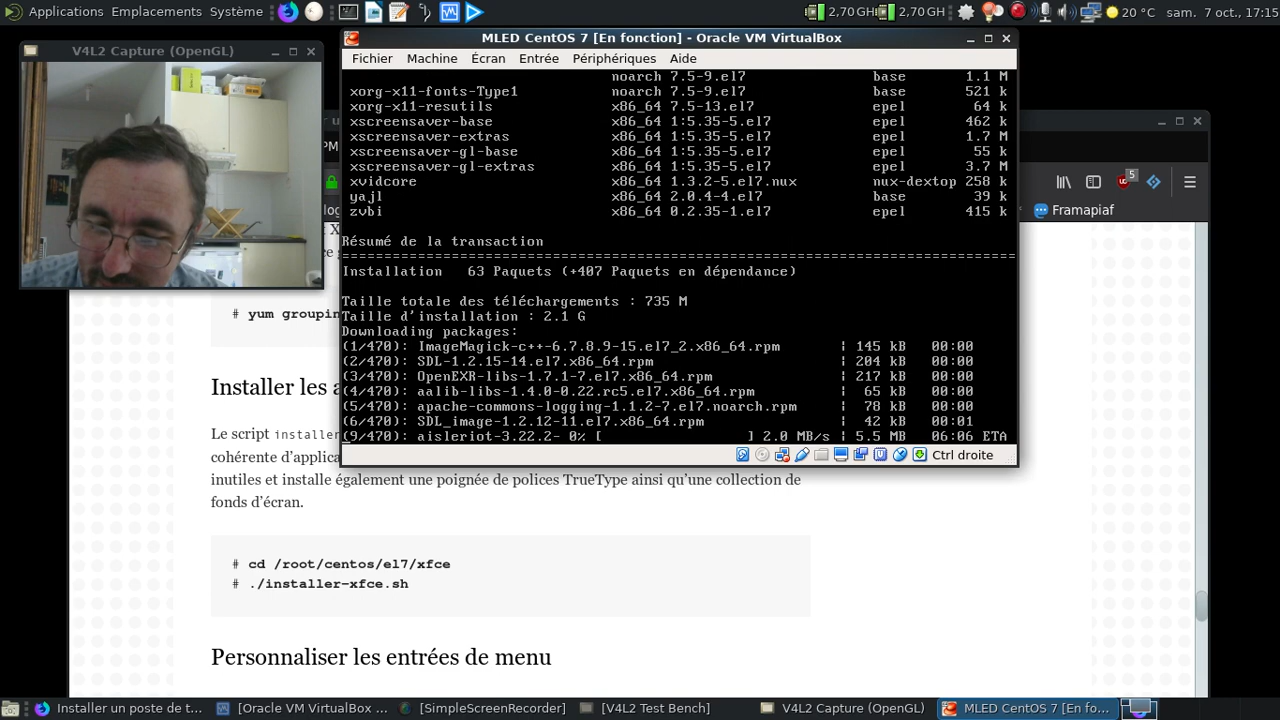 Applications Emplacements Système
2,70 GH 2,70 GH 20 °C sam. 7 oct., 17:15
V4L2 Capture (OpenGL)
MLED CentOS 7 [En fonction] - Oracle VM VirtualBox
Fichier Machine Écran Entrée Périphériques Aide
noarch 7.5-9.el7 base 1.1 M
xorg-x11-fonts-Type1 noarch 7.5-9.el7 base 521 k
xorg-x11-resutils x86_64 7.5-13.el7 epel 64 k
xscreensaver-base x86_64 1:5.35-5.el7 epel 462 k
xscreensaver-extras x86_64 1:5.35-5.el7 epel 1.7 M
xscreensaver-gl-base x86_64 1:5.35-5.el7 epel 55 k
xscreensaver-gl-extras x86_64 1:5.35-5.el7 epel 3.7 M
xvidcore x86_64 1.3.2-5.el7.nux nux-dextop 258 k
yajl x86_64 2.0.4-4.el7 base 39 k
zvbi x86_64 0.2.35-1.el7 epel 415 k
Résumé de la transaction
================================================================================
Installation 63 Paquets (+407 Paquets en dépendance)
Taille totale des téléchargements : 735 M
Taille d'installation : 2.1 G
Downloading packages:
(1/470): ImageMagick-c++-6.7.8.9-15.el7_2.x86_64.rpm | 145 kB 00:00
(2/470): SDL-1.2.15-14.el7.x86_64.rpm | 204 kB 00:00
(3/470): OpenEXR-libs-1.7.1-7.el7.x86_64.rpm | 217 kB 00:00
(4/470): aalib-libs-1.4.0-0.22.rc5.el7.x86_64.rpm | 65 kB 00:00
(5/470): apache-commons-logging-1.1.2-7.el7.noarch.rpm | 78 kB 00:00
(6/470): SDL_image-1.2.12-11.el7.x86_64.rpm | 42 kB 00:01
(9/470): aisleriot-3.22.2- 0% [ ] 2.0 MB/s | 5.5 MB 06:06 ETA
Ctrl droite
5
Framapiaf
# yum groupin
Installer les a
Le script installer
cohérente d'applica
inutiles et installe également une poignée de polices TrueType ainsi qu'une collection de
fonds d'écran.
# cd /root/centos/el7/xfce
# ./installer-xfce.sh
Personnaliser les entrées de menu
Installer un poste de t... [Oracle VM VirtualBox ... [SimpleScreenRecorder] [V4L2 Test Bench] V4L2 Capture (OpenGL) MLED CentOS 7 [En fo...